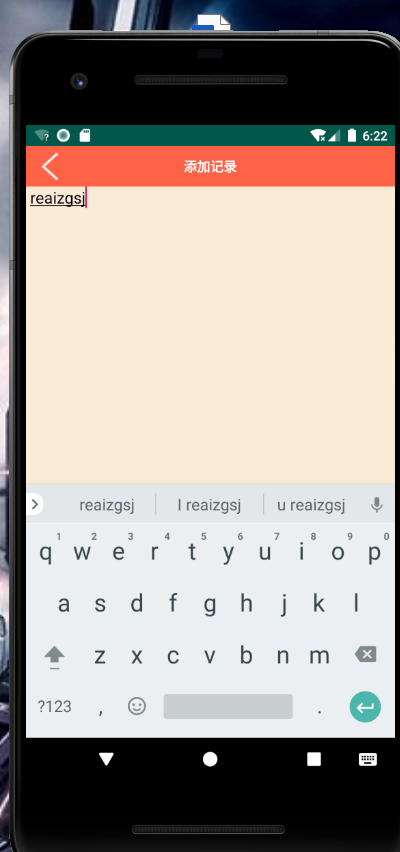 6:22
添加记录
reaizgsj
reaizgsj I reaizgsj u reaizgsj
1 2 3 4 5 6 7 8 9 0
q w e r t y u i o p
a s d f g h j k l
z x c v b n m
?123 , .